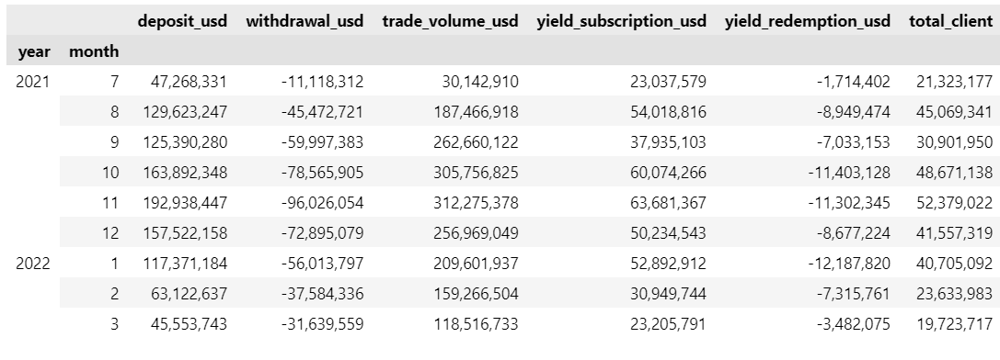 deposit_usd withdrawal_usd trade_volume_usd yield_subscription_usd yield_redemption_usd total_client
year month
2021 7 47,268,331 -11,118,312 30,142,910 23,037,579 -1,714,402 21,323,177
8 129,623,247 -45,472,721 187,466,918 54,018,816 -8,949,474 45,069,341
9 125,390,280 -59,997,383 262,660,122 37,935,103 -7,033,153 30,901,950
10 163,892,348 -78,565,905 305,756,825 60,074,266 -11,403,128 48,671,138
11 192,938,447 -96,026,054 312,275,378 63,681,367 -11,302,345 52,379,022
12 157,522,158 -72,895,079 256,969,049 50,234,543 -8,677,224 41,557,319
2022 1 117,371,184 -56,013,797 209,601,937 52,892,912 -12,187,820 40,705,092
2 63,122,637 -37,584,336 159,266,504 30,949,744 -7,315,761 23,633,983
3 45,553,743 -31,639,559 118,516,733 23,205,791 -3,482,075 19,723,717